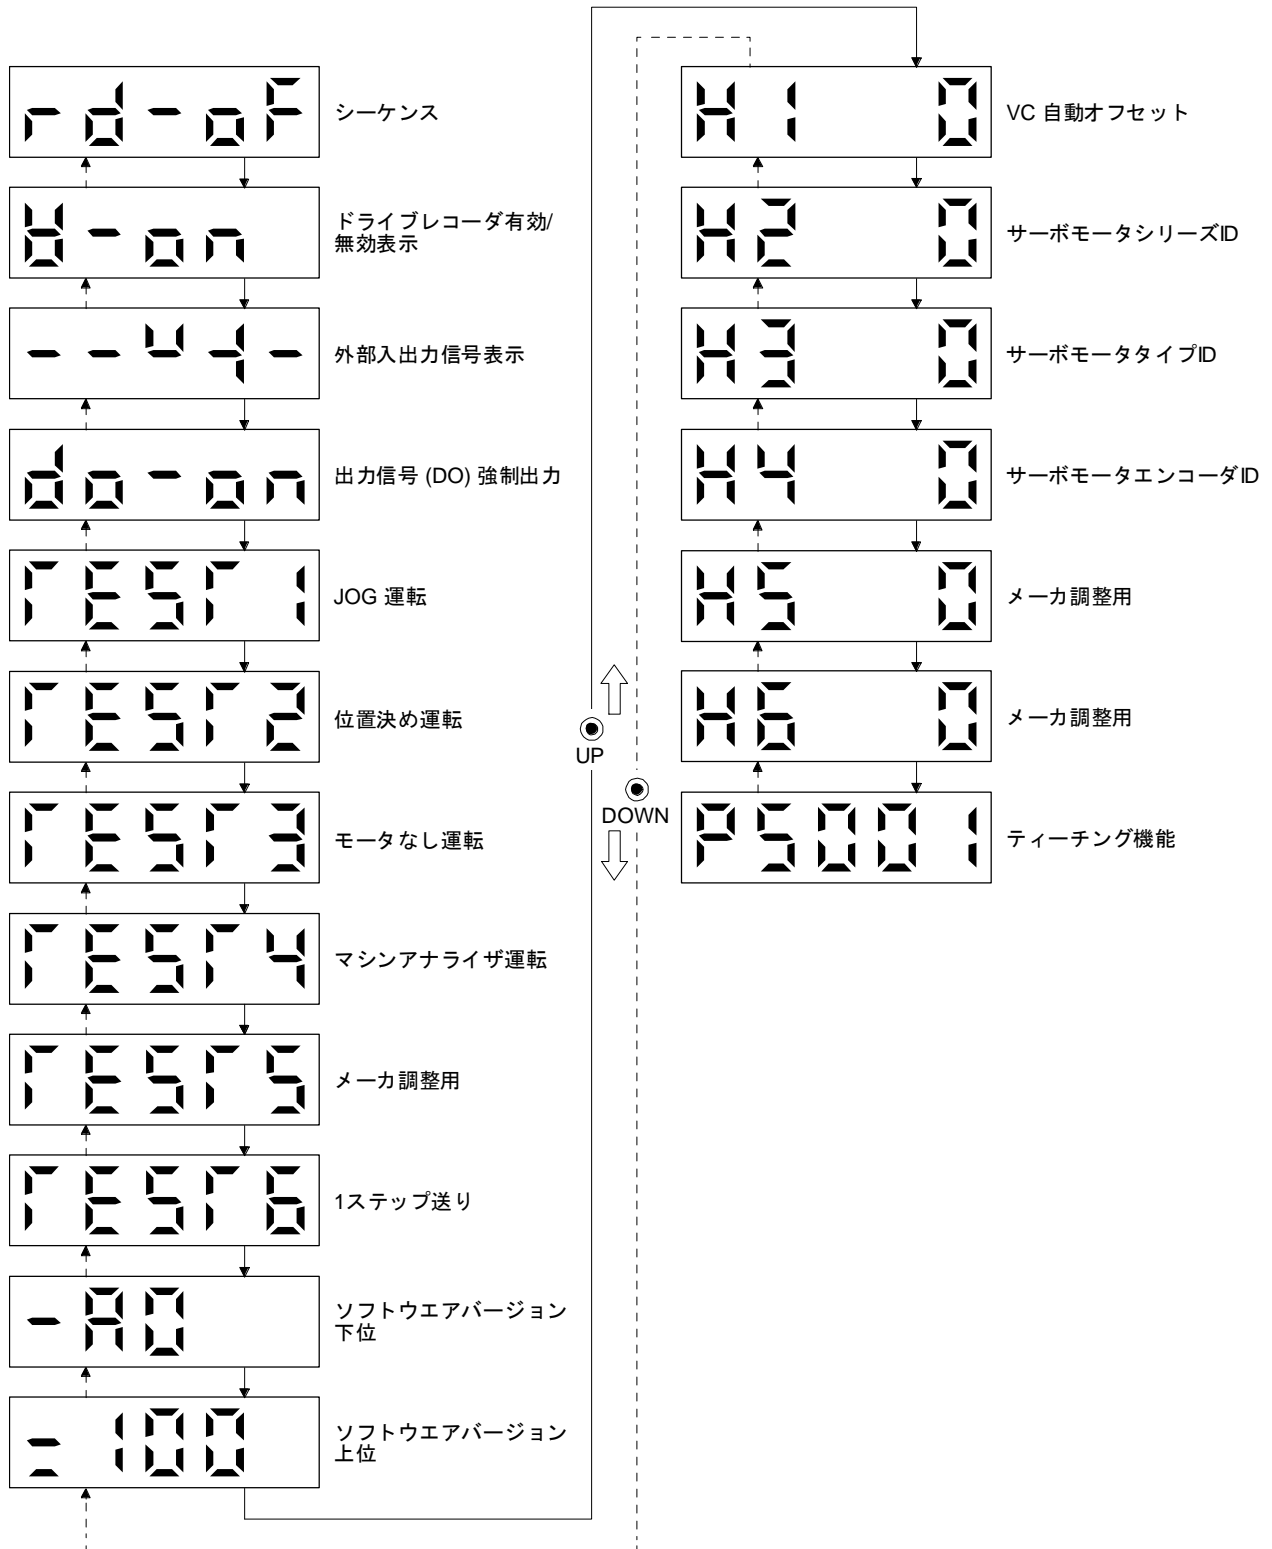 rd-oF
シーケンス
-on
ドライブレコーダ有効/
無効表示
外部入出力信号表示
do-on
出力信号 (DO) 強制出力
TEST1
JOG 運転
TEST2
位置決め運転
TEST3
モータなし運転
TEST4
マシンアナライザ運転
TEST5
メーカ調整用
TEST6
1ステップ送り
-A0
ソフトウエアバージョン
下位
= 100
ソフトウエアバージョン
上位
UP
DOWN
H1 0
VC 自動オフセット
H2 0
サーボモータシリーズID
H3 0
サーボモータタイプID
H4 0
サーボモータエンコーダID
H5 0
メーカ調整用
H6 0
メーカ調整用
PS001
ティーチング機能